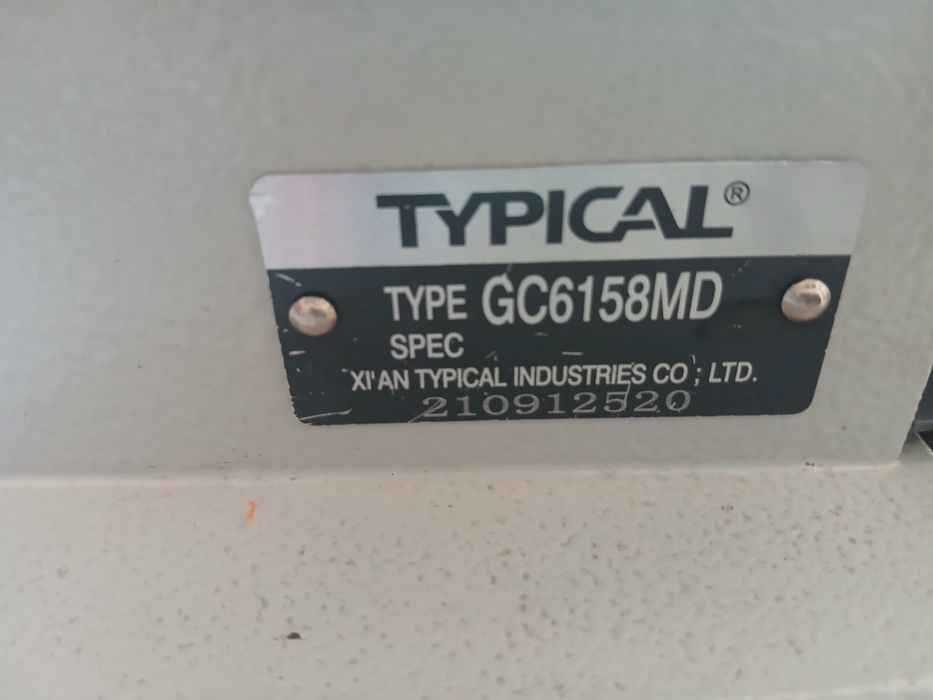 TYPICAL®
TYPE GC6158MD
SPEC
XI'AN TYPICAL INDUSTRIES CO ; LTD.
210912520